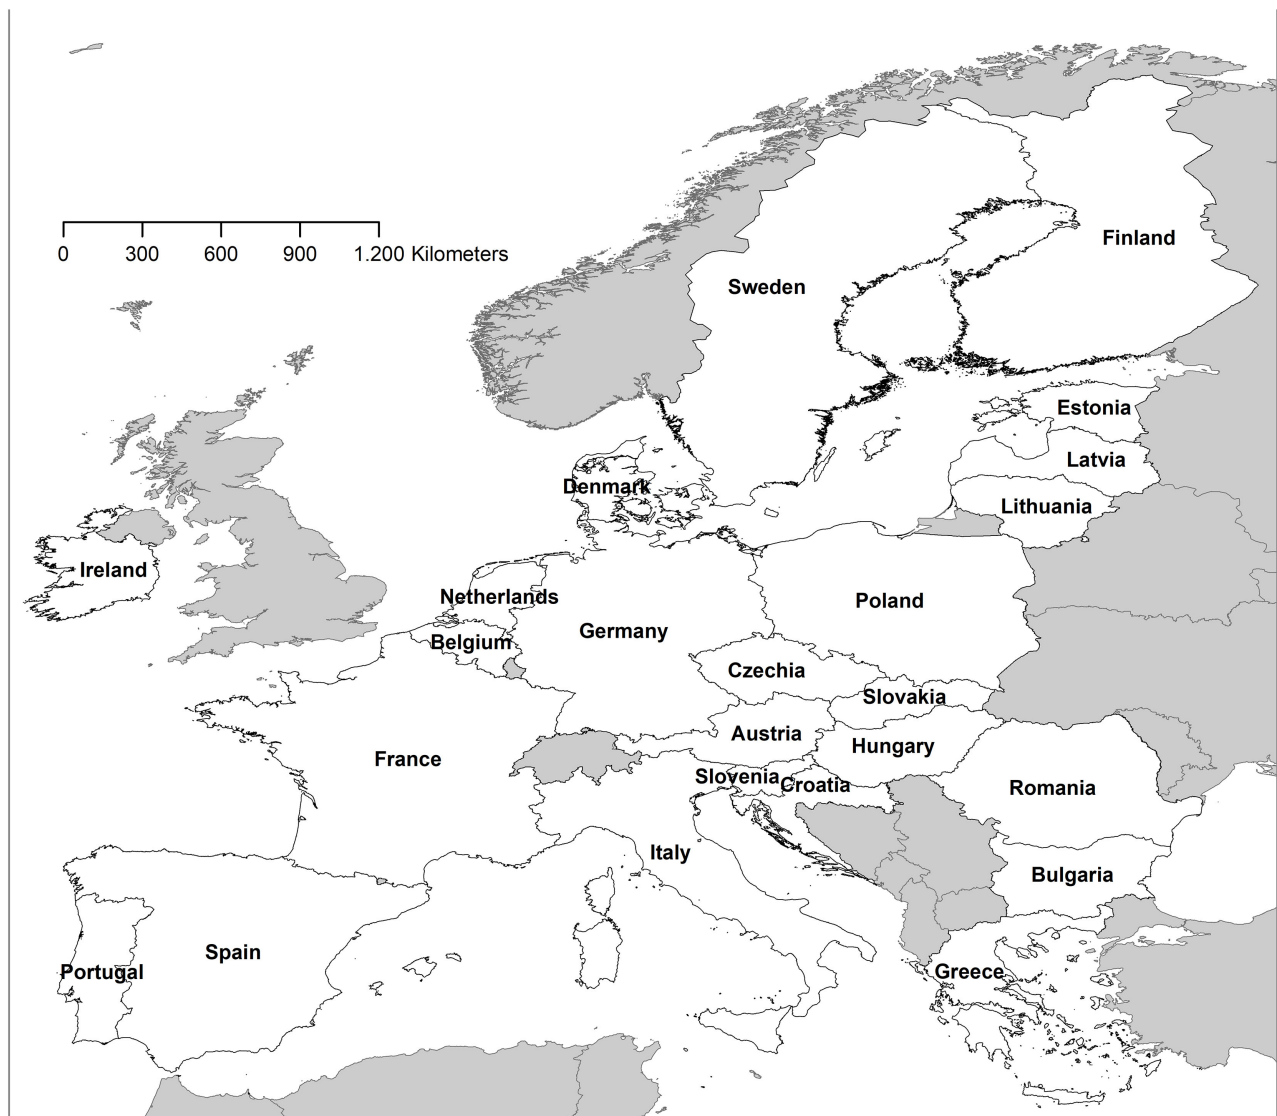 0 300 600 900 1.200 Kilometers
Finland
Sweden
Estonia
Latvia
Denmark
Lithuania
Ireland
Netherlands
Poland
Germany
Belgium
Czechia
Slovakia
Austria
Hungary
France
Slovenia
Croatia
Romania
Italy
Bulgaria
Spain
Portugal
Greece